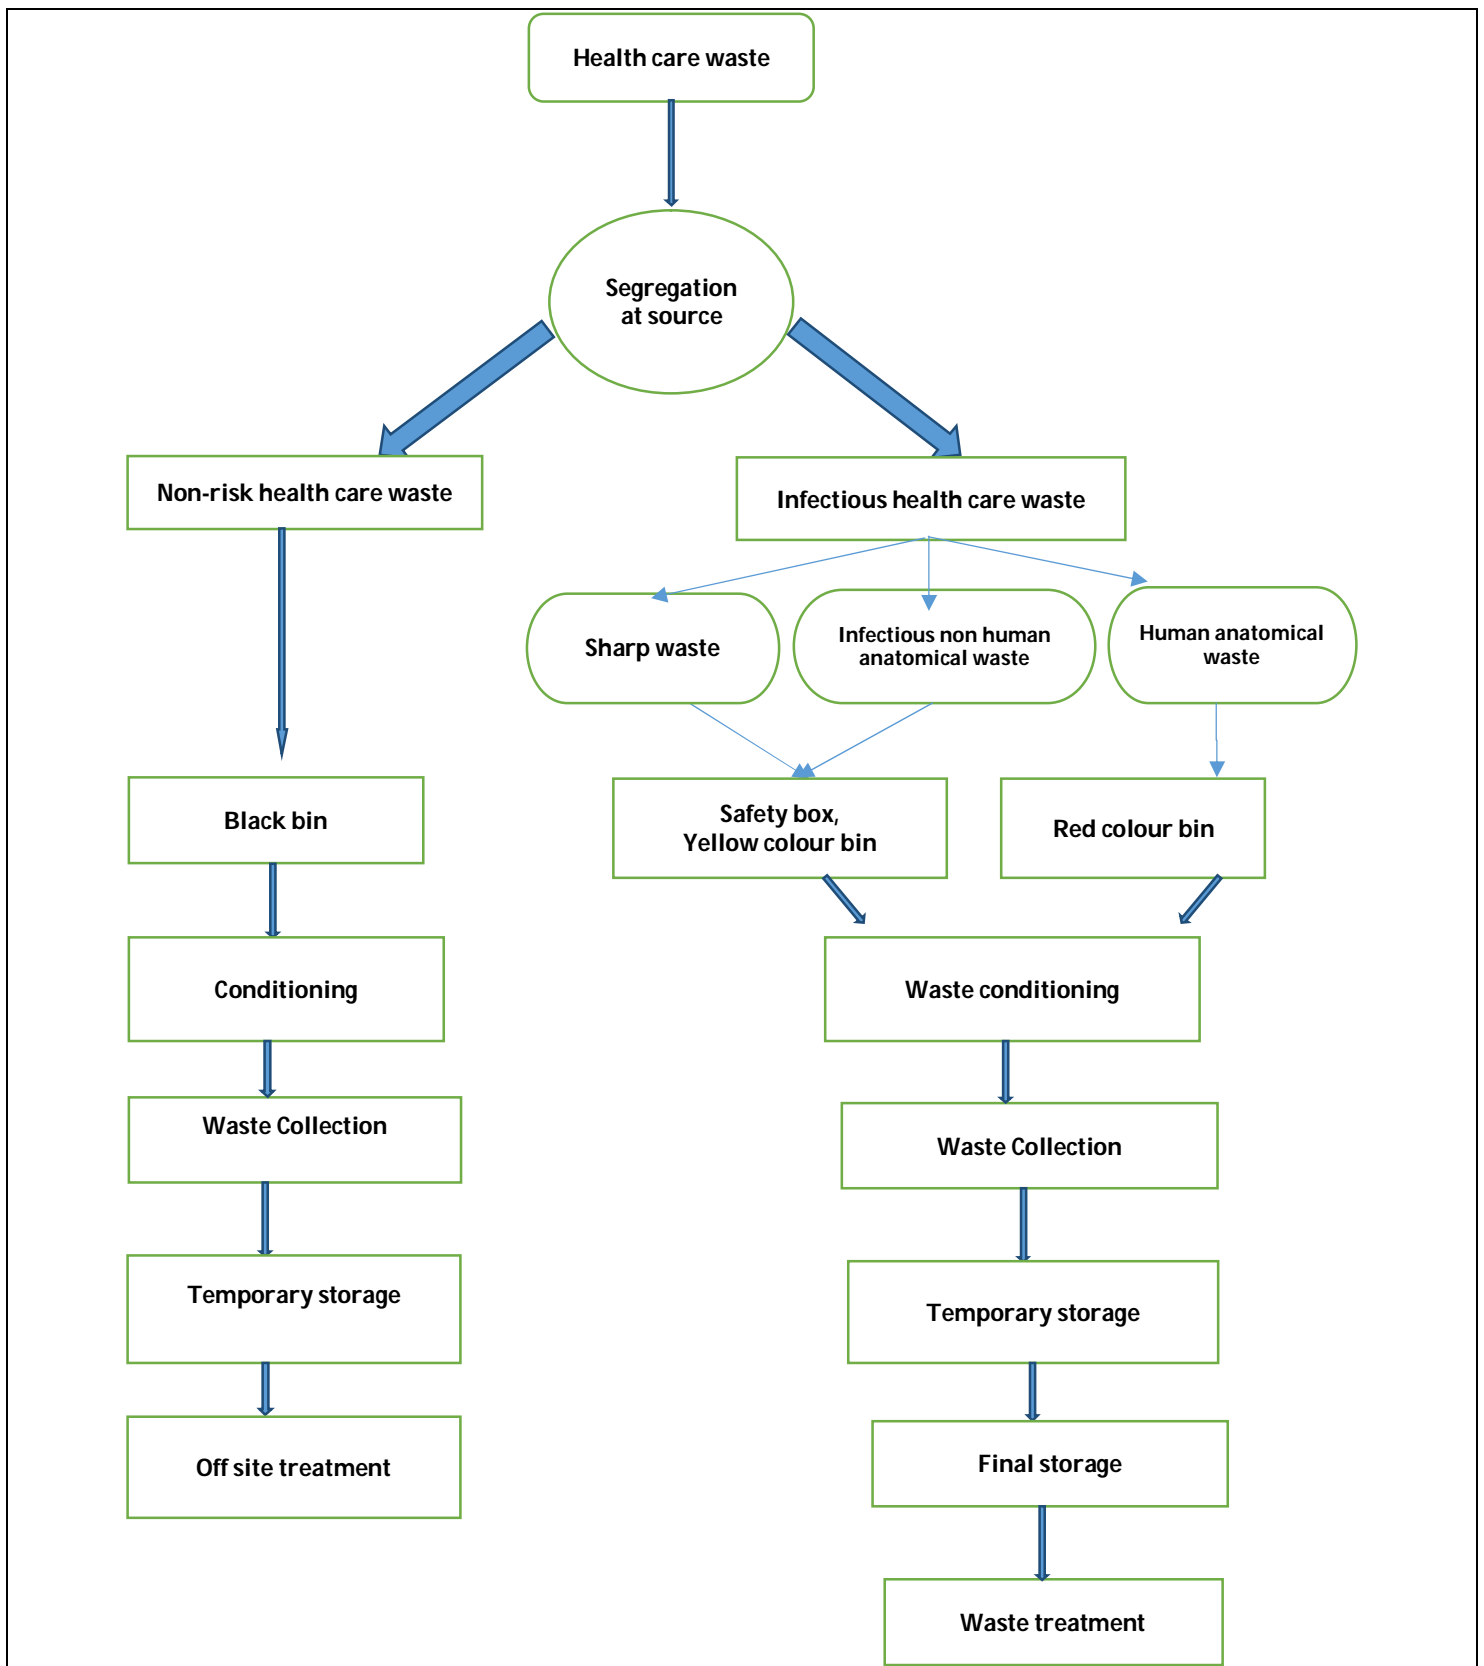 Health care waste
Segregation
at source
Non-risk health care waste
Infectious health care waste
Sharp waste
Infectious non human
anatomical waste
Human anatomical
waste
Black bin
Safety box,
Yellow colour bin
Red colour bin
Conditioning
Waste conditioning
Waste Collection
Waste Collection
Temporary storage
Temporary storage
Off site treatment
Final storage
Waste treatment